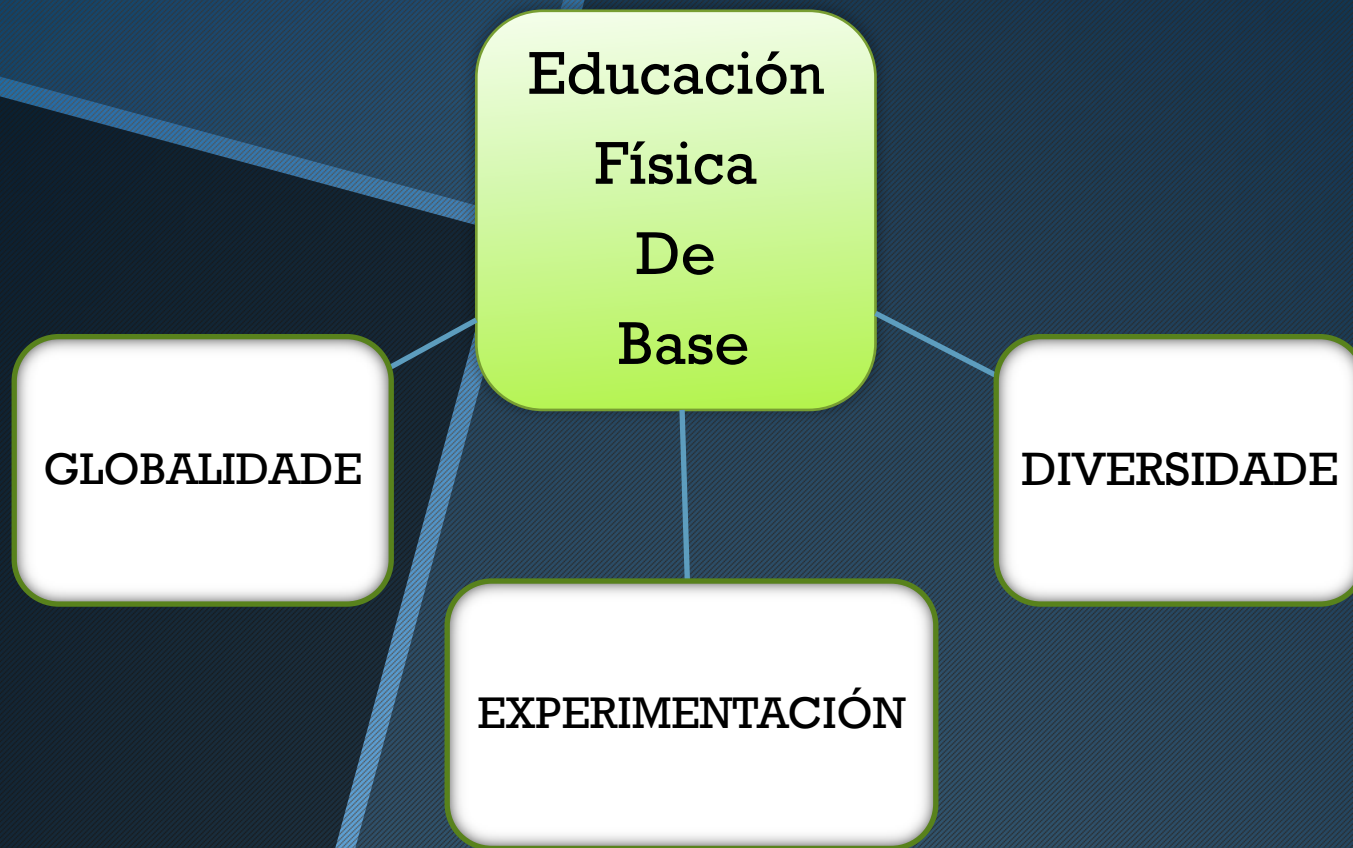 Educación
Física
De
Base
GLOBALIDADE
DIVERSIDADE
EXPERIMENTACIÓN